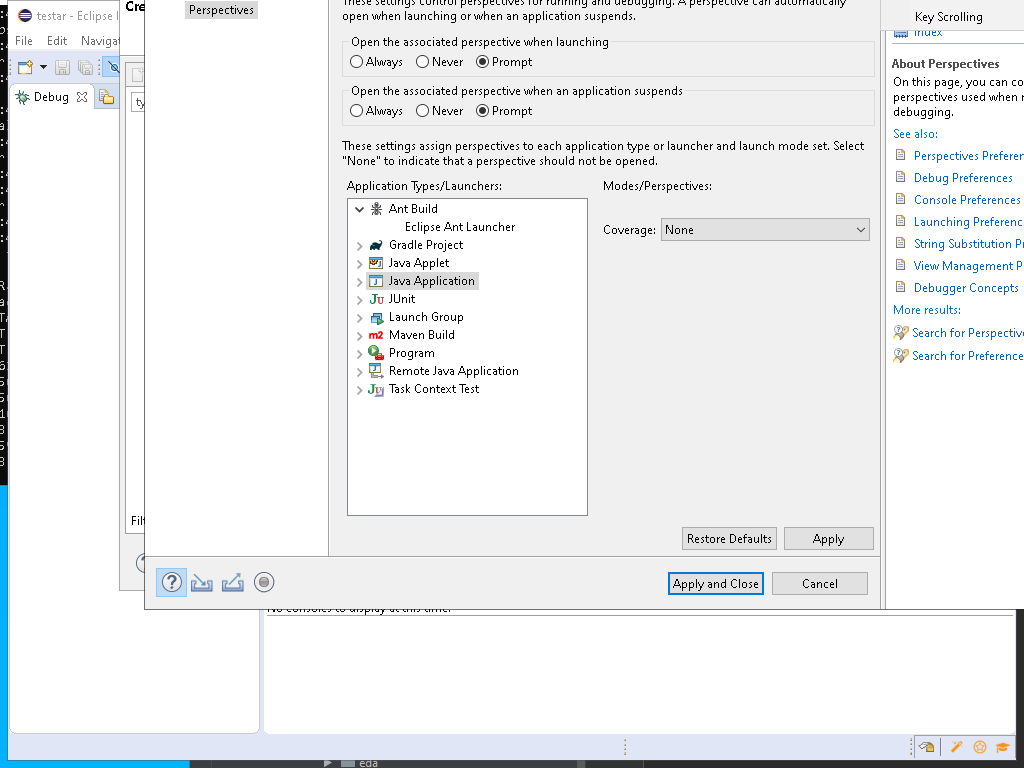 testar - Eclipse I
File Edit Navigat
Debug
Cre
ty
Filt
Perspectives
These settings control perspectives for running and debugging. A perspective can automatically
open when launching or when an application suspends.
Open the associated perspective when launching
Always Never Prompt
Open the associated perspective when an application suspends
Always Never Prompt
These settings assign perspectives to each application type or launcher and launch mode set. Select
"None" to indicate that a perspective should not be opened.
Application Types/Launchers:
Modes/Perspectives:
Ant Build
Eclipse Ant Launcher
Gradle Project
Java Applet
Java Application
JUnit
Launch Group
Maven Build
Program
Remote Java Application
Task Context Test
Coverage: None
Restore Defaults Apply
Apply and Close Cancel
No consoles to display at this time.
Key Scrolling
Index
About Perspectives
On this page, you can co
perspectives used when r
debugging.
See also:
Perspectives Preferen
Debug Preferences
Console Preferences
Launching Preferenc
String Substitution Pr
View Management P
Debugger Concepts
More results:
Search for Perspective
Search for Preference
eda